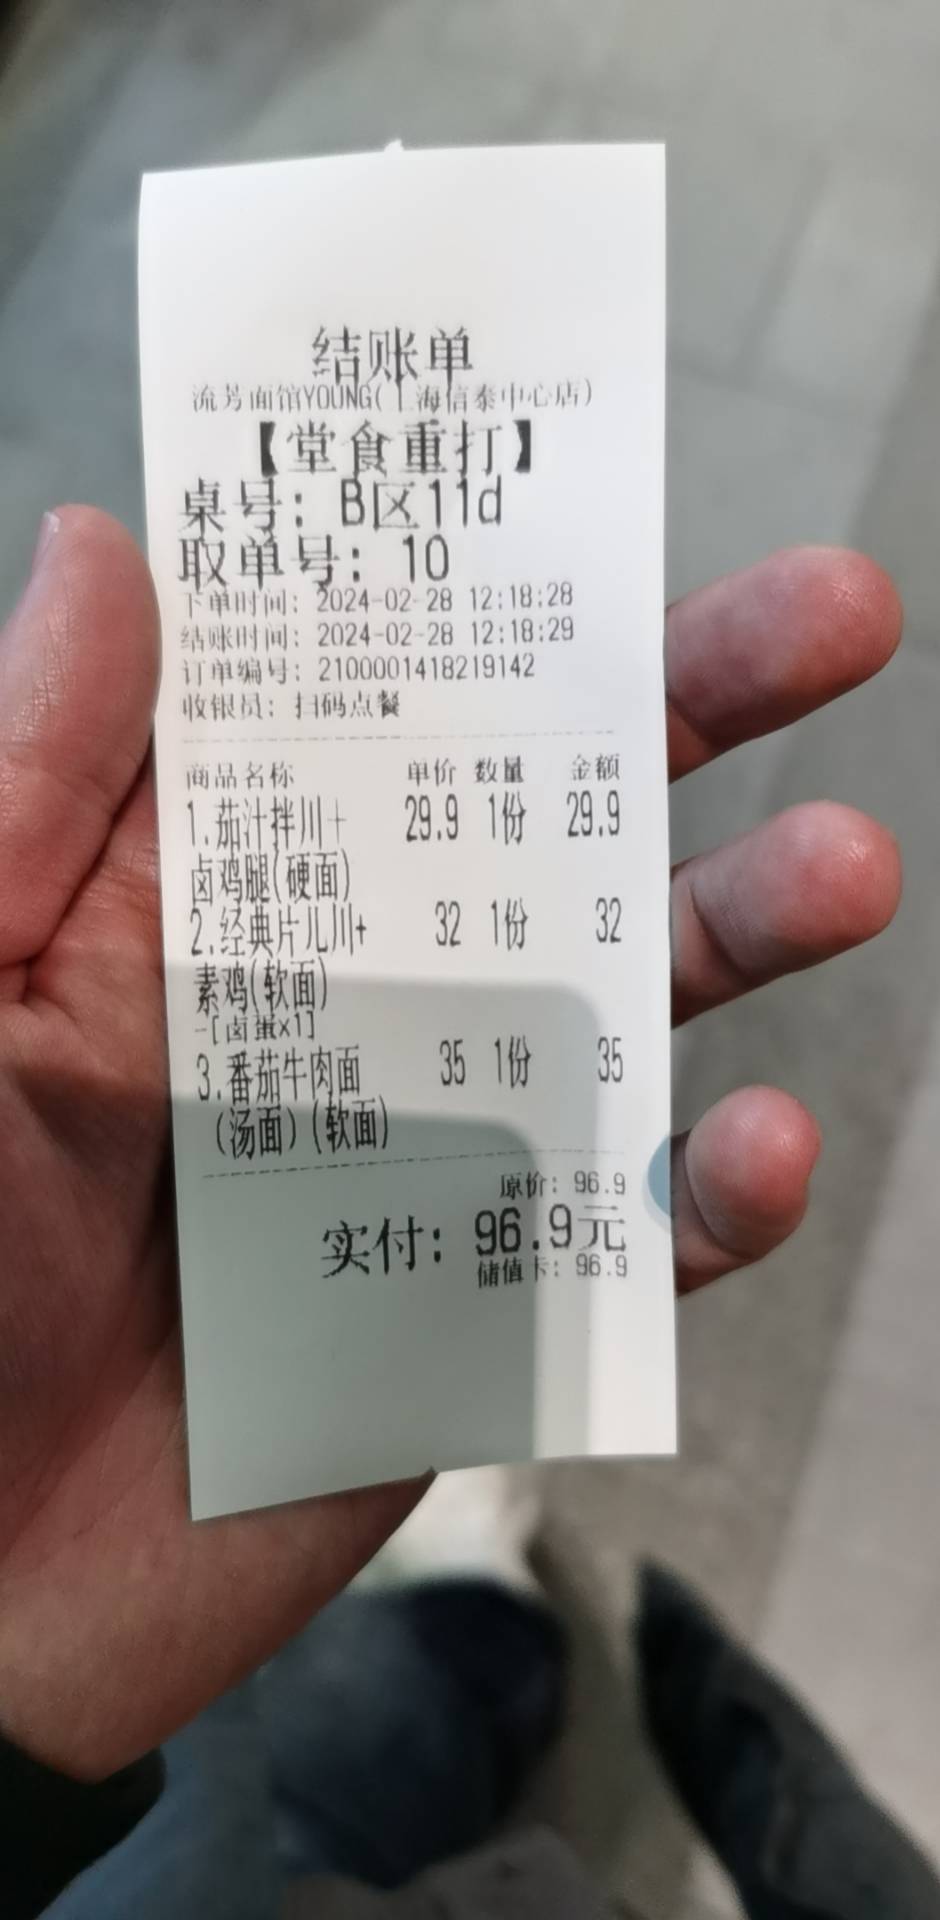 结账单
流芳面馆YOUNG(上海信泰中心店)
【堂食重打】
桌号: B区11d
取单号: 10
下单时间: 2024-02-28 12:18:28
结账时间: 2024-02-28 12:18:29
订单编号: 2100001418219142
收银员: 扫码点餐
商品名称 单价 数量 金额
1.茄汁拌川+ 29.9 1份 29.9
卤鸡腿(硬面)
2.经典片儿川+ 32 1份 32
素鸡(软面)
-[卤蛋x1]
3.番茄牛肉面 35 1份 35
(汤面)(软面)
原价: 96.9
实付: 96.9元
储值卡: 96.9